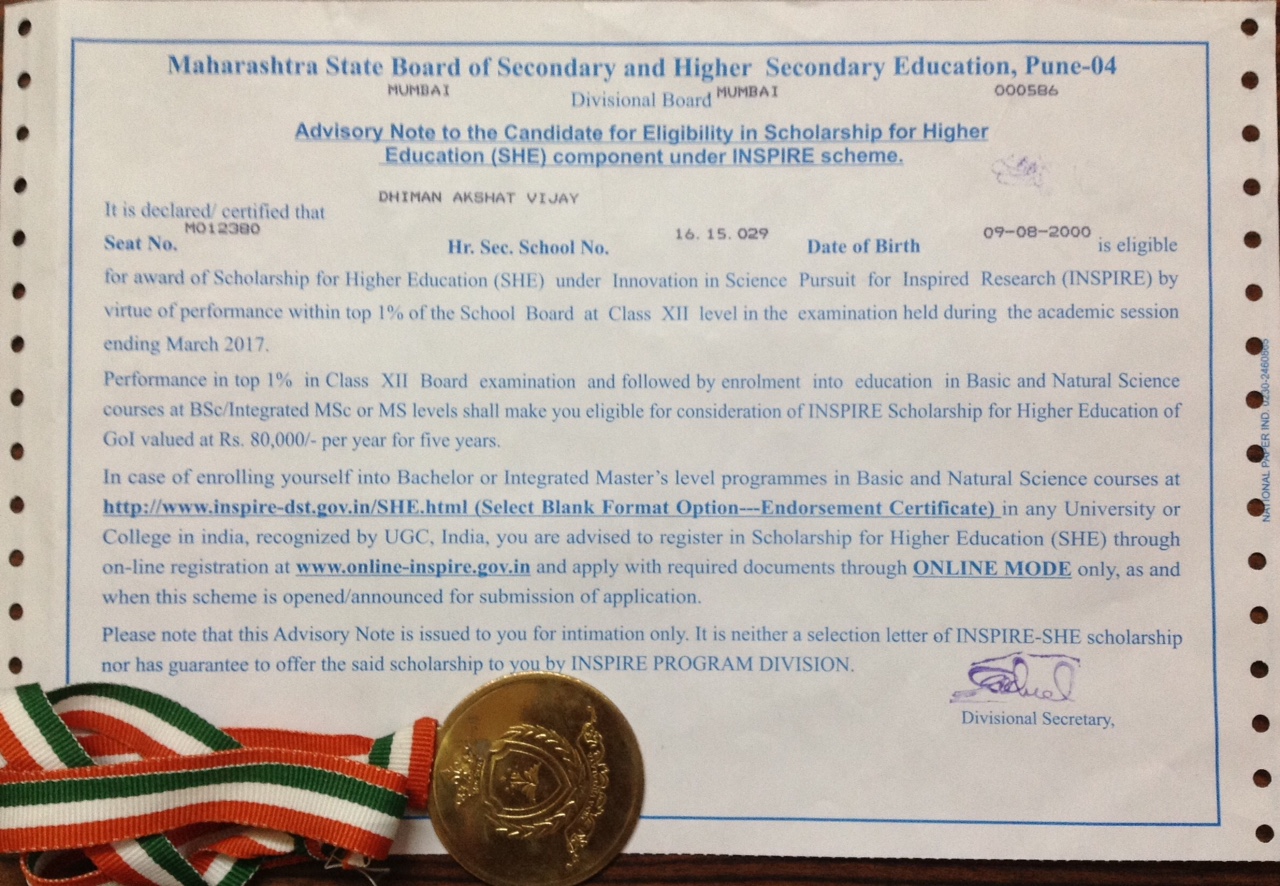 Maharashtra State Board of Secondary and Higher Secondary Education, Pune-04
MUMBAI Divisional Board MUMBAI 000586
Advisory Note to the Candidate for Eligibility in Scholarship for Higher
Education (SHE) component under INSPIRE scheme.
DHIMAN AKSHAT VIJAY
It is declared/ certified that
Seat No. M012380 Hr. Sec. School No. 16. 15. 029 Date of Birth 09-08-2000 is eligible
for award of Scholarship for Higher Education (SHE) under Innovation in Science Pursuit for Inspired Research (INSPIRE) by
virtue of performance within top 1% of the School Board at Class XII level in the examination held during the academic session
ending March 2017.
Performance in top 1% in Class XII Board examination and followed by enrolment into education in Basic and Natural Science
courses at BSc/Integrated MSc or MS levels shall make you eligible for consideration of INSPIRE Scholarship for Higher Education of
GoI valued at Rs. 80,000/- per year for five years.
In case of enrolling yourself into Bachelor or Integrated Master's level programmes in Basic and Natural Science courses at
http://www.inspire-dst.gov.in/SHE.html (Select Blank Format Option---Endorsement Certificate) in any University or
College in india, recognized by UGC, India, you are advised to register in Scholarship for Higher Education (SHE) through
on-line registration at www.online-inspire.gov.in and apply with required documents through ONLINE MODE only, as and
when this scheme is opened/announced for submission of application.
Please note that this Advisory Note is issued to you for intimation only. It is neither a selection letter of INSPIRE-SHE scholarship
nor has guarantee to offer the said scholarship to you by INSPIRE PROGRAM DIVISION.
Divisional Secretary,
NATIONAL PAPER IND. 0230-2460865